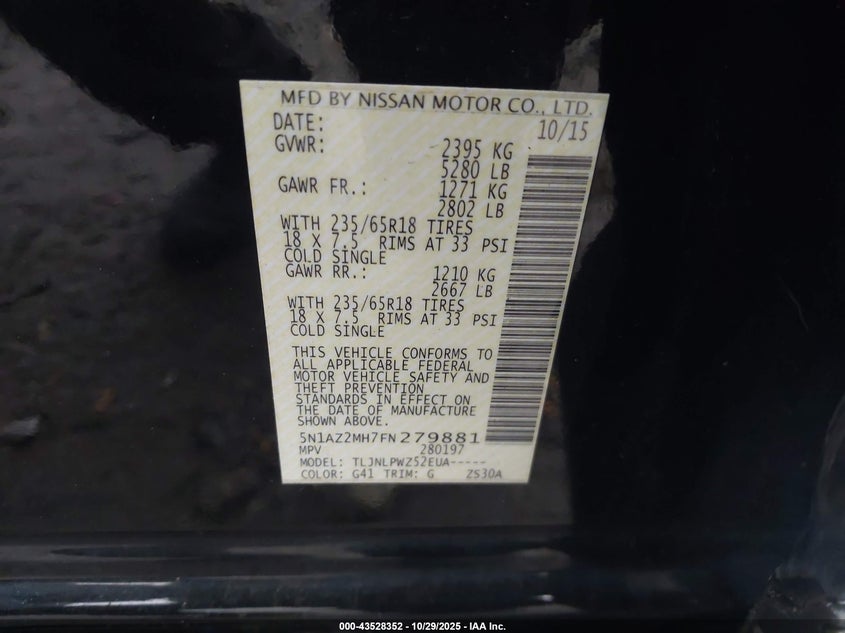 MFD BY NISSAN MOTOR CO., LTD.
DATE: 10/15
GVWR: 2395 KG
5280 LB
GAWR FR.: 1271 KG
2802 LB
WITH 235/65R18 TIRES
18 X 7.5 RIMS AT 33 PSI
COLD SINGLE
GAWR RR.: 1210 KG
2667 LB
WITH 235/65R18 TIRES
18 X 7.5 RIMS AT 33 PSI
COLD SINGLE
THIS VEHICLE CONFORMS TO
ALL APPLICABLE FEDERAL
MOTOR VEHICLE SAFETY AND
THEFT PREVENTION
STANDARDS IN EFFECT ON
THE DATE OF MANUFACTURE
SHOWN ABOVE.
5N1AZ2MH7FN279881
MPV 280197
MODEL: TLJNLPWZ52EUA-----
COLOR: G41 TRIM: G ZS30A
000-43528352 - 10/29/2025 - IAA Inc.